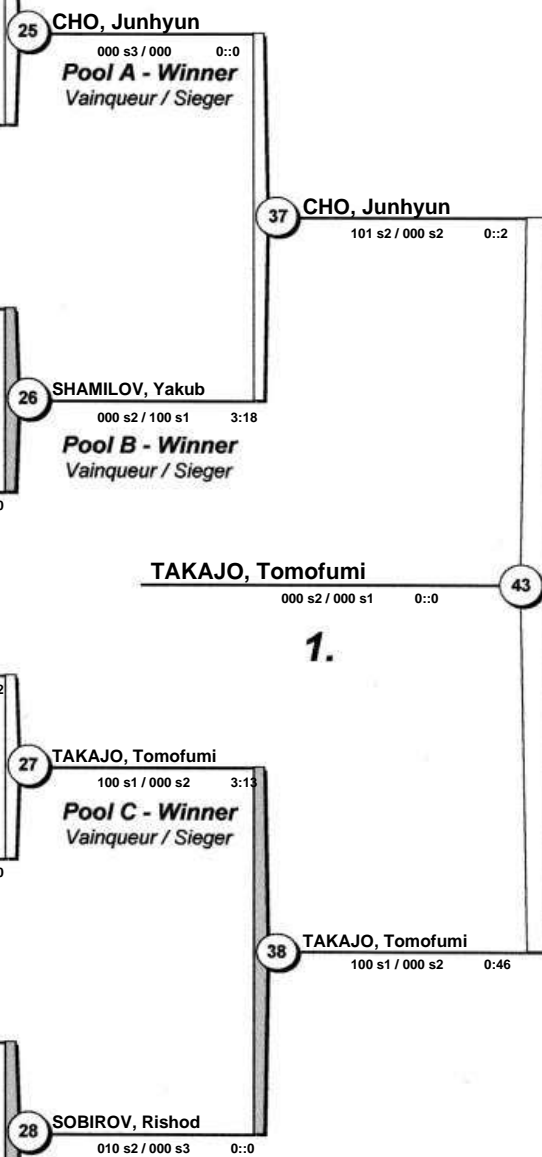 25 CHO, Junhyun
000 s3 / 000 0::0
Pool A - Winner
Vainqueur / Sieger
37 CHO, Junhyun
101 s2 / 000 s2 0::2
26 SHAMILOV, Yakub
000 s2 / 100 s1 3:18
Pool B - Winner
Vainqueur / Sieger
0
TAKAJO, Tomofumi 43
000 s2 / 000 s1 0::0
1.
2
27 TAKAJO, Tomofumi
100 s1 / 000 s2 3:13
Pool C - Winner
Vainqueur / Sieger
0
38 TAKAJO, Tomofumi
100 s1 / 000 s2 0:46
28 SOBIROV, Rishod
010 s2 / 000 s3 0::0